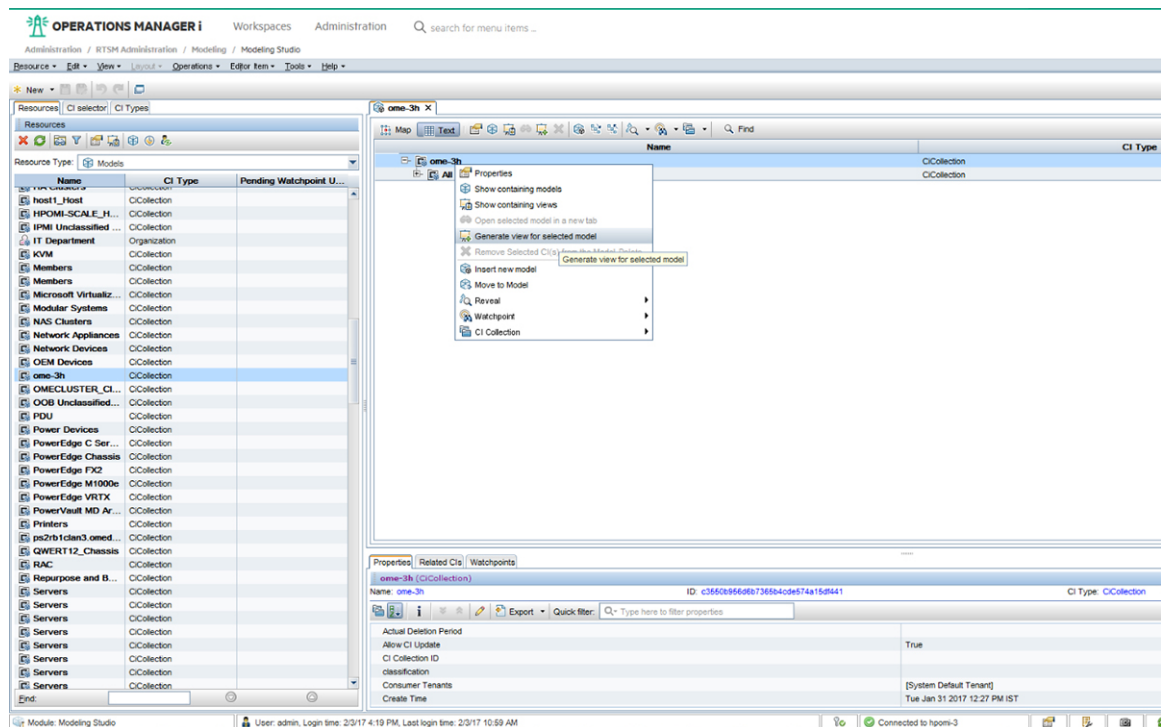 OPERATIONS MANAGER i Workspaces Administration search for menu items ..
Administration / RTSM Administration / Modeling / Modeling Studio
Resource Edit View Layout Operations Editor Item Tools Help
New
Resources CI selector CI Types
ome-3h X
Resources
Map Text Find
Resource Type: Models
Name CI Type
Name CI Type Pending Watchpoint U...
ome-3h CiCollection
All CiCollection
HA Clusters CiCollection
host1_Host CiCollection
HPOMI-SCALE_H... CiCollection
IPMI Unclassified ... CiCollection
IT Department Organization
KVM CiCollection
Members CiCollection
Members CiCollection
Microsoft Virtualiz... CiCollection
Modular Systems CiCollection
NAS Clusters CiCollection
Network Appliances CiCollection
Network Devices CiCollection
OEM Devices CiCollection
ome-3h CiCollection
OMECLUSTER_CI... CiCollection
OOB Unclassified... CiCollection
PDU CiCollection
Power Devices CiCollection
PowerEdge C Ser... CiCollection
PowerEdge Chassis CiCollection
PowerEdge FX2 CiCollection
PowerEdge M1000e CiCollection
PowerEdge VRTX CiCollection
PowerVault MD Ar... CiCollection
Printers CiCollection
ps2rb1clan3.omed... CiCollection
QWERT12_Chassis CiCollection
RAC CiCollection
Repurpose and B... CiCollection
Servers CiCollection
Servers CiCollection
Servers CiCollection
Servers CiCollection
Servers CiCollection
Servers CiCollection
Servers CiCollection
Servers CiCollection
Find:
Properties
Show containing models
Show containing views
Open selected model in a new tab
Generate view for selected model
Remove Selected CI(s) from the Model Delete
Generate view for selected model
Insert new model
Move to Model
Reveal
Watchpoint
CI Collection
Properties Related CIs Watchpoints
ome-3h (CiCollection)
Name: ome-3h ID: c3550b956d6b7365b4cde574a15df441 CI Type: CiCollection
Export Quick filter: Type here to filter properties
Actual Deletion Period
Allow CI Update True
CI Collection ID
classification
Consumer Tenants [System Default Tenant]
Create Time Tue Jan 31 2017 12:27 PM IST
Module: Modeling Studio User: admin, Login time: 2/3/17 4:19 PM, Last login time: 2/3/17 10:59 AM Connected to hpomi-3